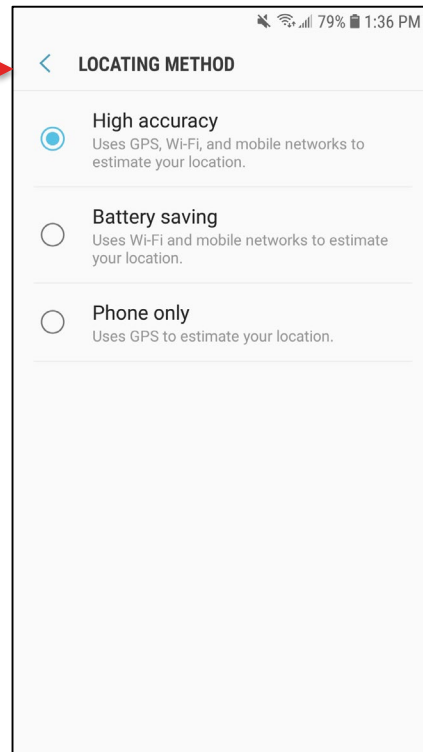 79% 1:36 PM
LOCATING METHOD
High accuracy
Uses GPS, Wi-Fi, and mobile networks to
estimate your location.
Battery saving
Uses Wi-Fi and mobile networks to estimate
your location.
Phone only
Uses GPS to estimate your location.